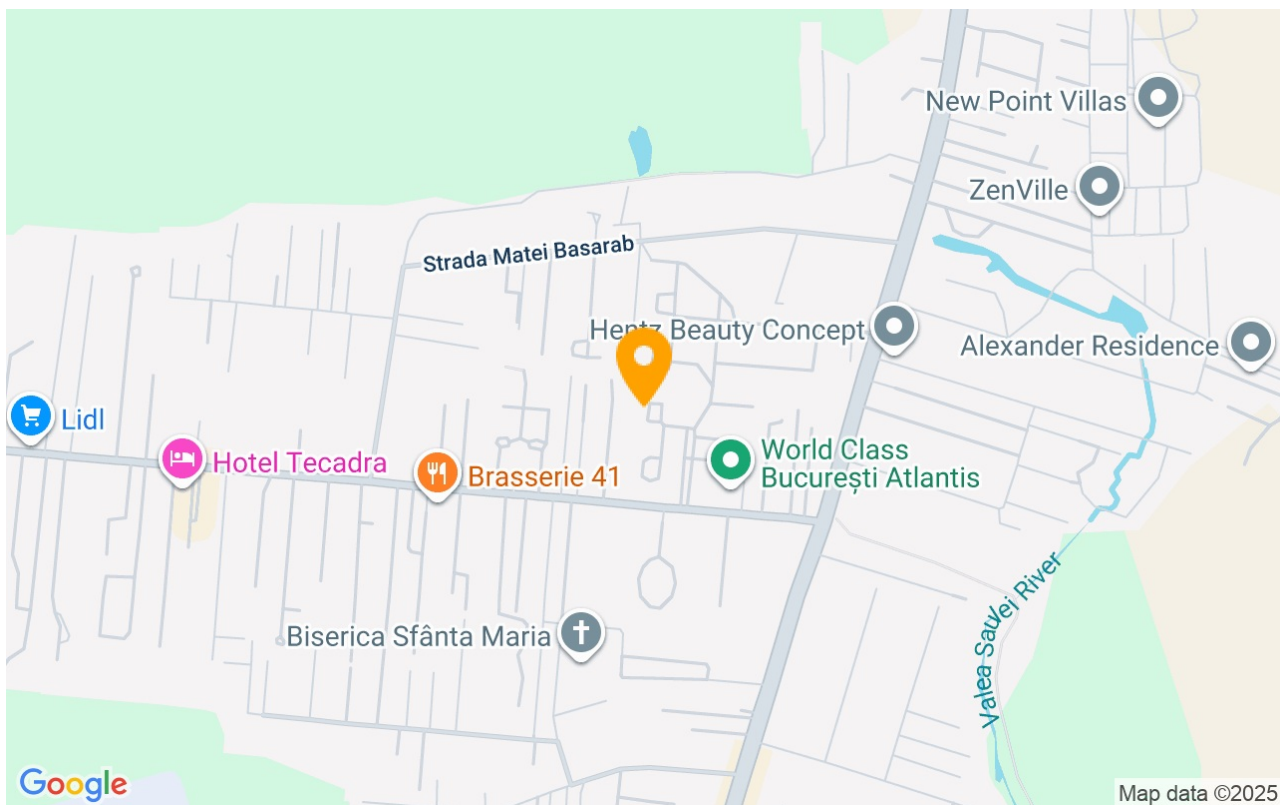 New Point Villas
ZenVille
Strada Matei Basarab
Hentz Beauty Concept
Alexander Residence
Lidl
Hotel Tecadra
Brasserie 41
World Class
București Atlantis
Valea Saulei River
Biserica Sfânta Maria
Google
Map data ©2025